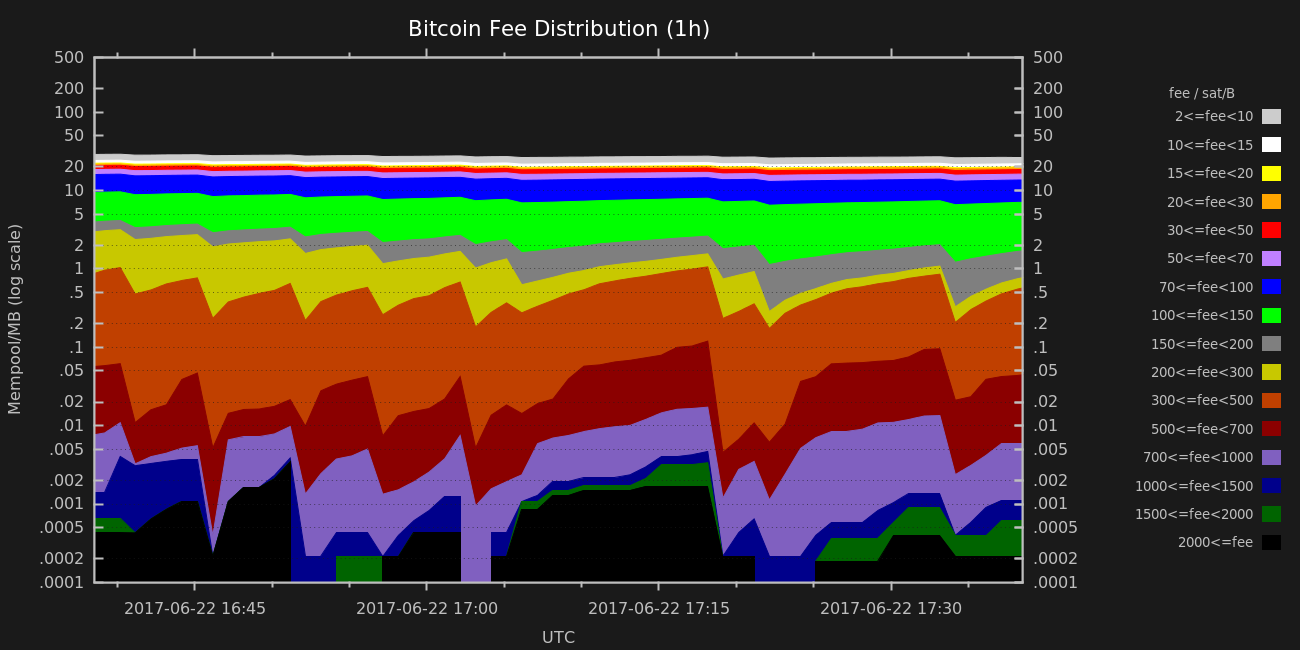 Bitcoin Fee Distribution (1h)
500 500
200 200
100 100
50 50
20 20
10 10
5 5
2 2
1 1
.5 .5
.2 .2
.1 .1
.05 .05
.02 .02
.01 .01
.005 .005
.002 .002
.001 .001
.0005 .0005
.0002 .0002
.0001 .0001
Mempool/MB (log scale)
2017-06-22 16:45 2017-06-22 17:00 2017-06-22 17:15 2017-06-22 17:30
UTC
fee / sat/B
2<=fee<10
10<=fee<15
15<=fee<20
20<=fee<30
30<=fee<50
50<=fee<70
70<=fee<100
100<=fee<150
150<=fee<200
200<=fee<300
300<=fee<500
500<=fee<700
700<=fee<1000
1000<=fee<1500
1500<=fee<2000
2000<=fee